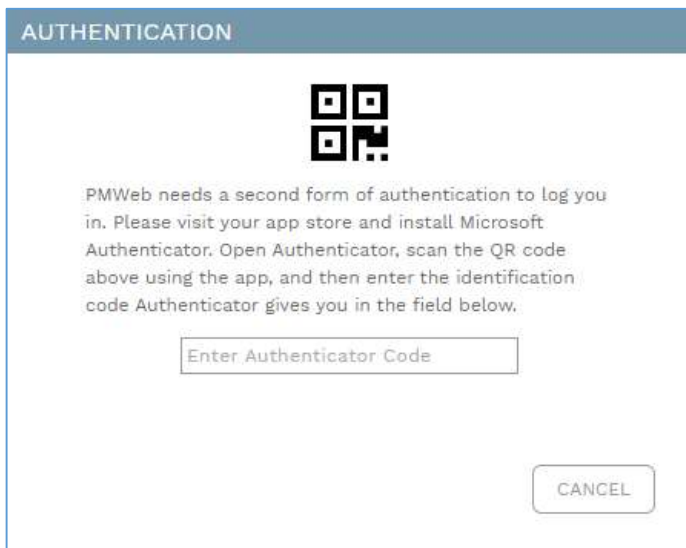 AUTHENTICATION
PMWeb needs a second form of authentication to log you
in. Please visit your app store and install Microsoft
Authenticator. Open Authenticator, scan the QR code
above using the app, and then enter the identification
code Authenticator gives you in the field below.
Enter Authenticator Code
CANCEL